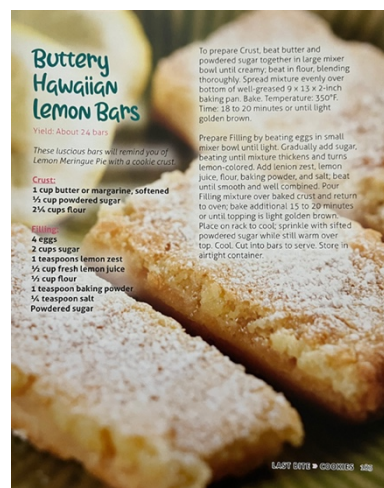 Buttery
Hawaiian
Lemon Bars
Yield: About 24 bars
These luscious bars will remind you of
Lemon Meringue Pie with a cookie crust.
Crust:
1 cup butter or margarine, softened
½ cup powdered sugar
2¼ cups flour
Filling:
4 eggs
2 cups sugar
1 teaspoons lemon zest
½ cup fresh lemon juice
½ cup flour
1 teaspoon baking powder
¼ teaspoon salt
Powdered sugar
To prepare Crust, beat butter and
powdered sugar together in large mixer
bowl until creamy; beat in flour, blending
thoroughly. Spread mixture evenly over
bottom of well-greased 9 x 13 x 2-inch
baking pan. Bake. Temperature: 350°F.
Time: 18 to 20 minutes or until light
golden brown.
Prepare Filling by beating eggs in small
mixer bowl until light. Gradually add sugar,
beating until mixture thickens and turns
lemon-colored. Add lemon zest, lemon
juice, flour, baking powder, and salt; beat
until smooth and well combined. Pour
Filling mixture over baked crust and return
to oven; bake additional 15 to 20 minutes
or until topping is light golden brown.
Place on rack to cool; sprinkle with sifted
powdered sugar while still warm over
top. Cool. Cut into bars to serve. Store in
airtight container.
LAST BITE » COOKIES